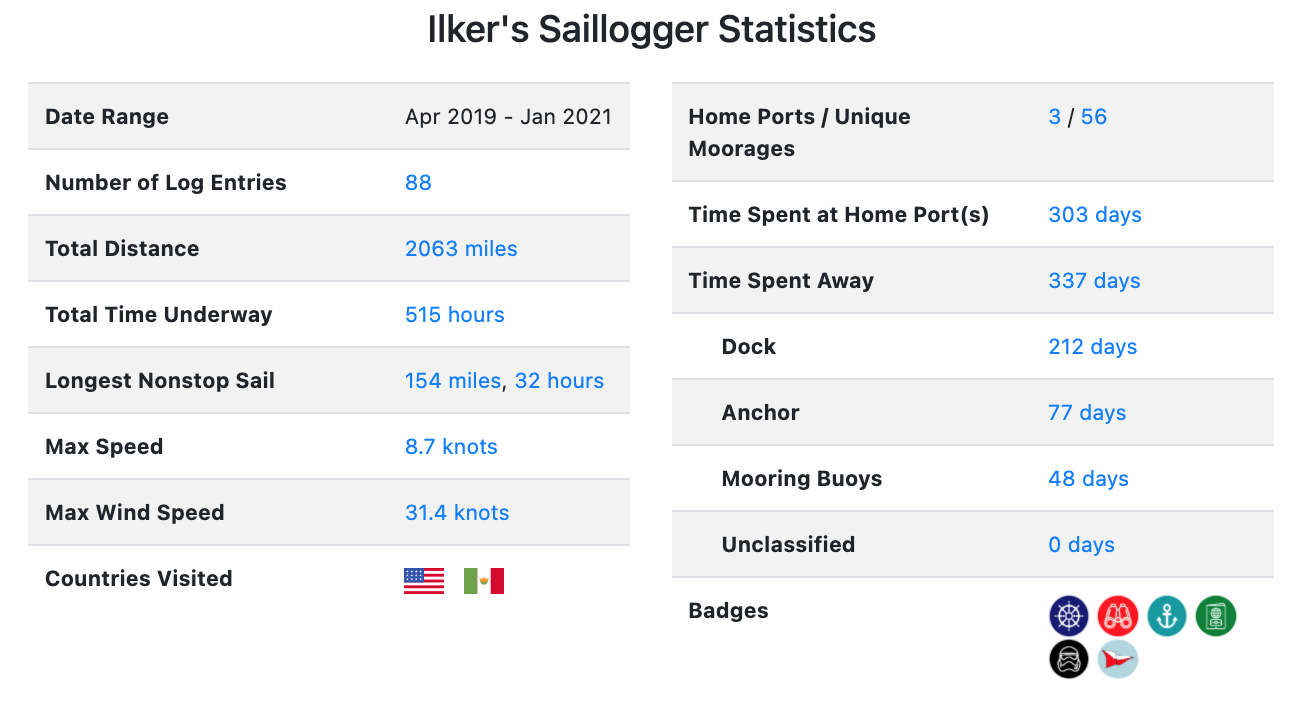 Ilker's Saillogger Statistics
Date Range Apr 2019 - Jan 2021
Number of Log Entries 88
Total Distance 2063 miles
Total Time Underway 515 hours
Longest Nonstop Sail 154 miles, 32 hours
Max Speed 8.7 knots
Max Wind Speed 31.4 knots
Countries Visited
Home Ports / Unique 3 / 56
Moorages
Time Spent at Home Port(s) 303 days
Time Spent Away 337 days
Dock 212 days
Anchor 77 days
Mooring Buoys 48 days
Unclassified 0 days
Badges